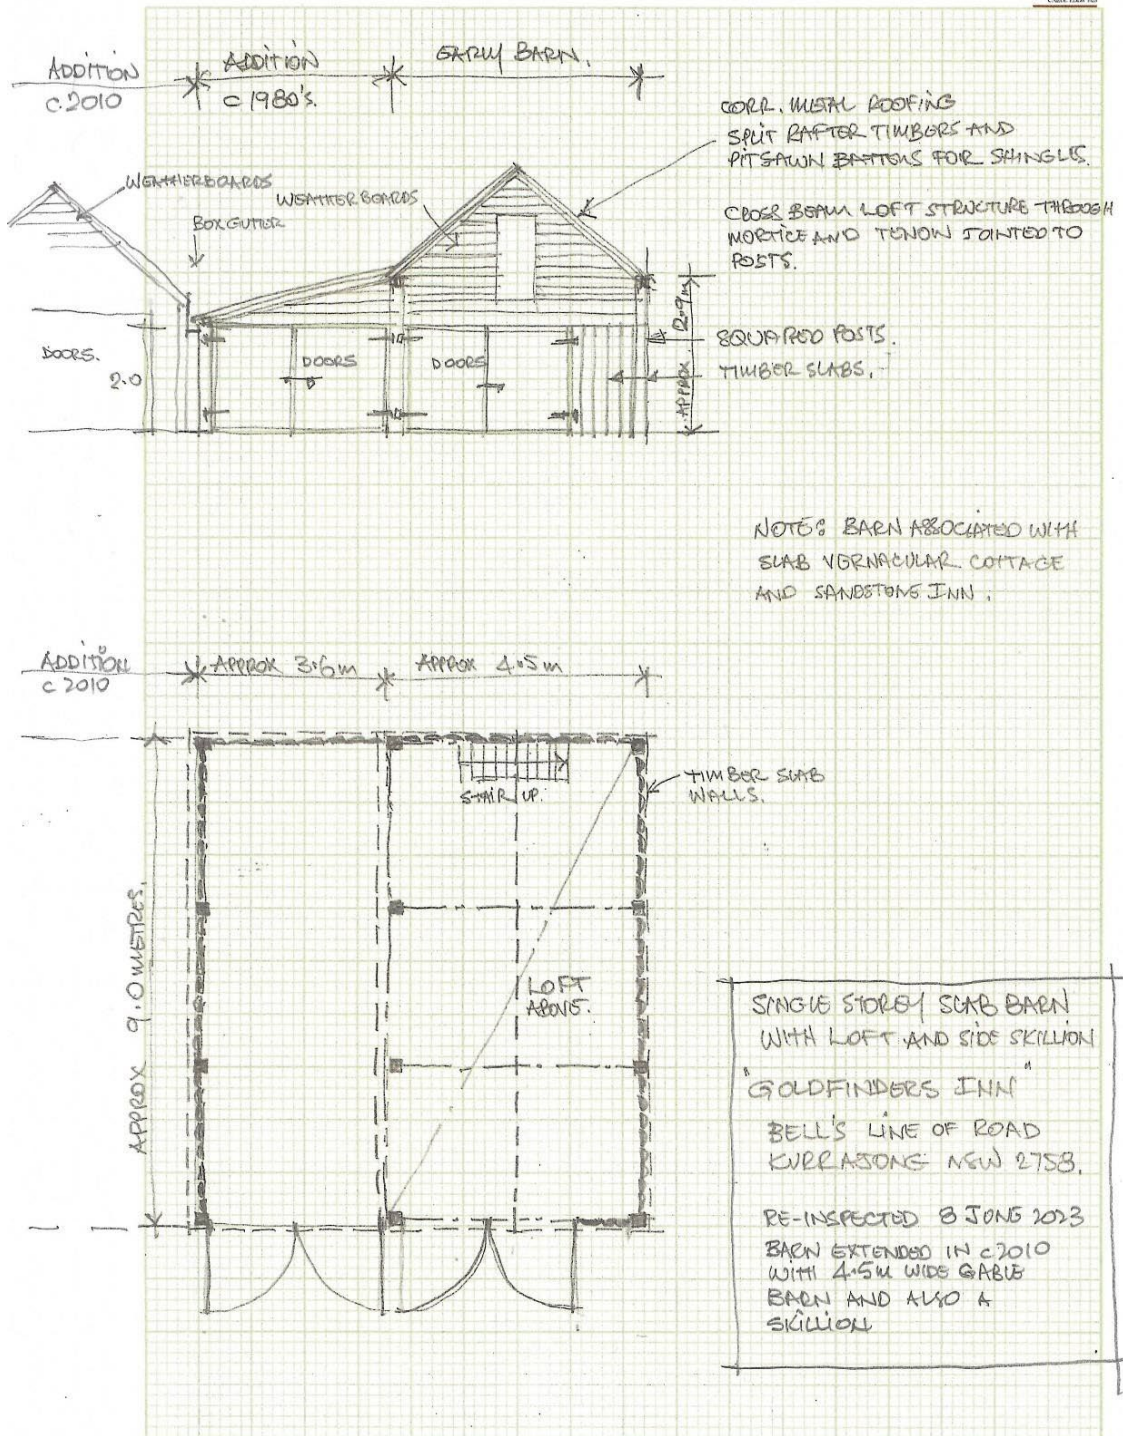 ADDITION
C. 2010
ADDITION
C 1980'S.
EARLY BARN.
CORR. METAL ROOFING
SPLIT RAFTER TIMBERS AND
PITSAWN BATTENS FOR SHINGLES.
CROSS BEAM LOFT STRUCTURE THROUGH
MORTICE AND TENON JOINTED TO
POSTS.
WEATHERBOARDS
WEATHERBOARDS
BOX GUTTER
DOORS.
2.0
DOORS
DOORS
APPROX 2.9m
SQUARED POSTS.
TIMBER SLABS.
NOTE: BARN ASSOCIATED WITH
SLAB VERNACULAR COTTAGE
AND SANDSTONE INN.
ADDITION
C 2010
APPROX 3.6m
APPROX 4.5m
STAIR UP.
TIMBER SLAB
WALLS.
APPROX 9.0 METRES.
LOFT
ABOVE.
SINGLE STOREY SLAB BARN
WITH LOFT AND SIDE SKILLION
"GOLDFINDERS INN"
BELL'S LINE OF ROAD
KURRAJONG NSW 2758.
RE-INSPECTED 8 JUNE 2023
BARN EXTENDED IN C2010
WITH 4.5M WIDE GABLE
BARN AND ALSO A
SKILLION